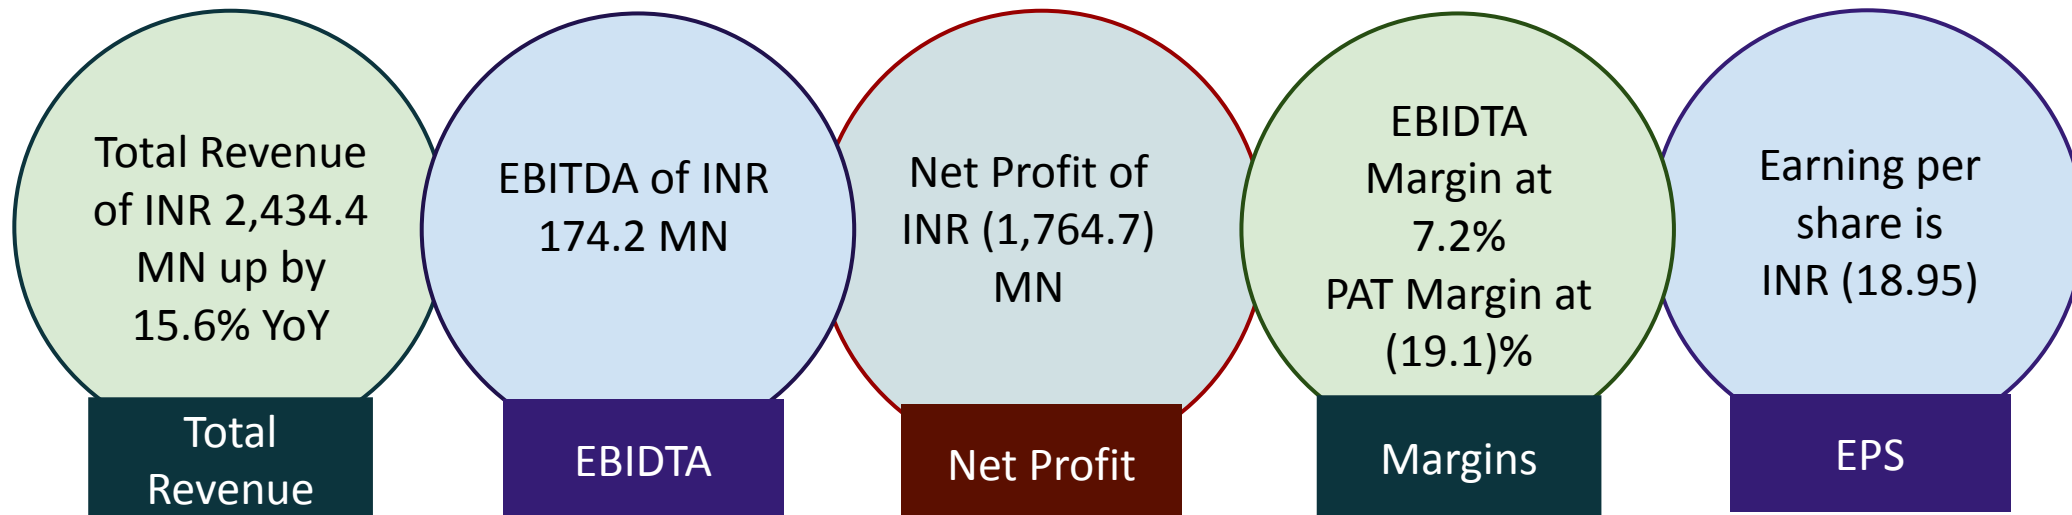 Total Revenue
of INR 2,434.4
MN up by
15.6% YoY
Total
Revenue
EBITDA of INR
174.2 MN
EBIDTA
Net Profit of
INR (1,764.7)
MN
Net Profit
EBIDTA
Margin at
7.2%
PAT Margin at
(19.1)%
Margins
Earning per
share is
INR (18.95)
EPS